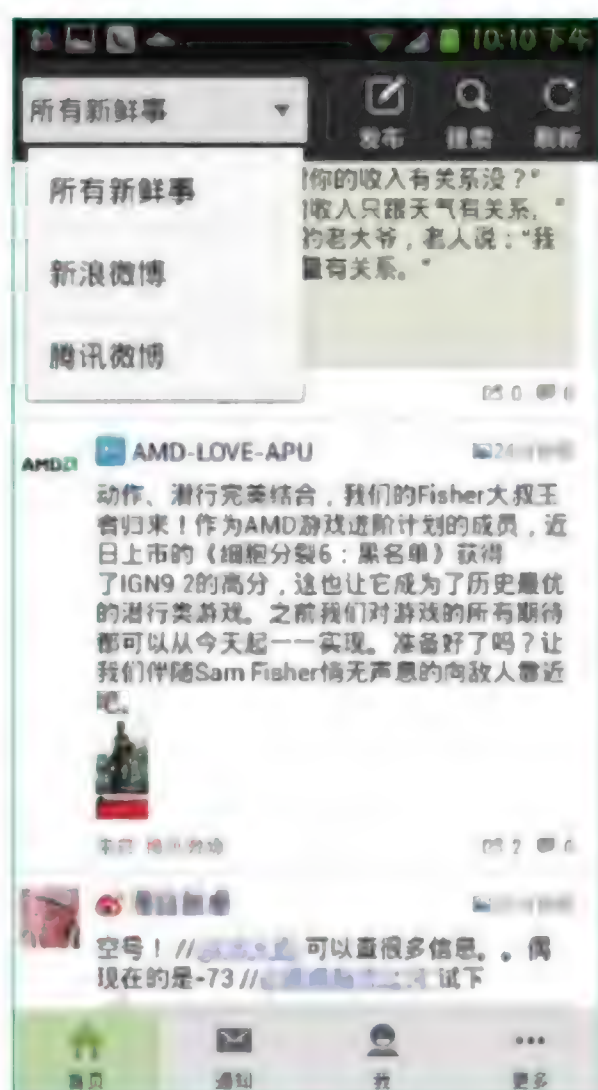 10:10 下午
所有新鲜事
发布 搜索 刷新
所有新鲜事
新浪微博
腾讯微博
你的收入有关系没？"
收入只跟天气有关系。"
的老大爷，老人说："我
量有关系。"
0 0
AMD AMD-LOVE-APU
24
动作、潜行完美结合，我们的Fisher大叔王
者归来！作为AMD游戏进阶计划的成员，近
日上市的《细胞分裂6：黑名单》获得
了IGN9 2的高分，这也让它成为了历史最优
的潜行类游戏。之前我们对游戏的所有期待
都可以从今天起一一实现。准备好了吗？让
我们伴随Sam Fisher悄无声息的向敌人靠近
吧。
2 0
空号！// 可以查很多信息。。偶
现在的是-73 // 试下
首页 通知 我 更多